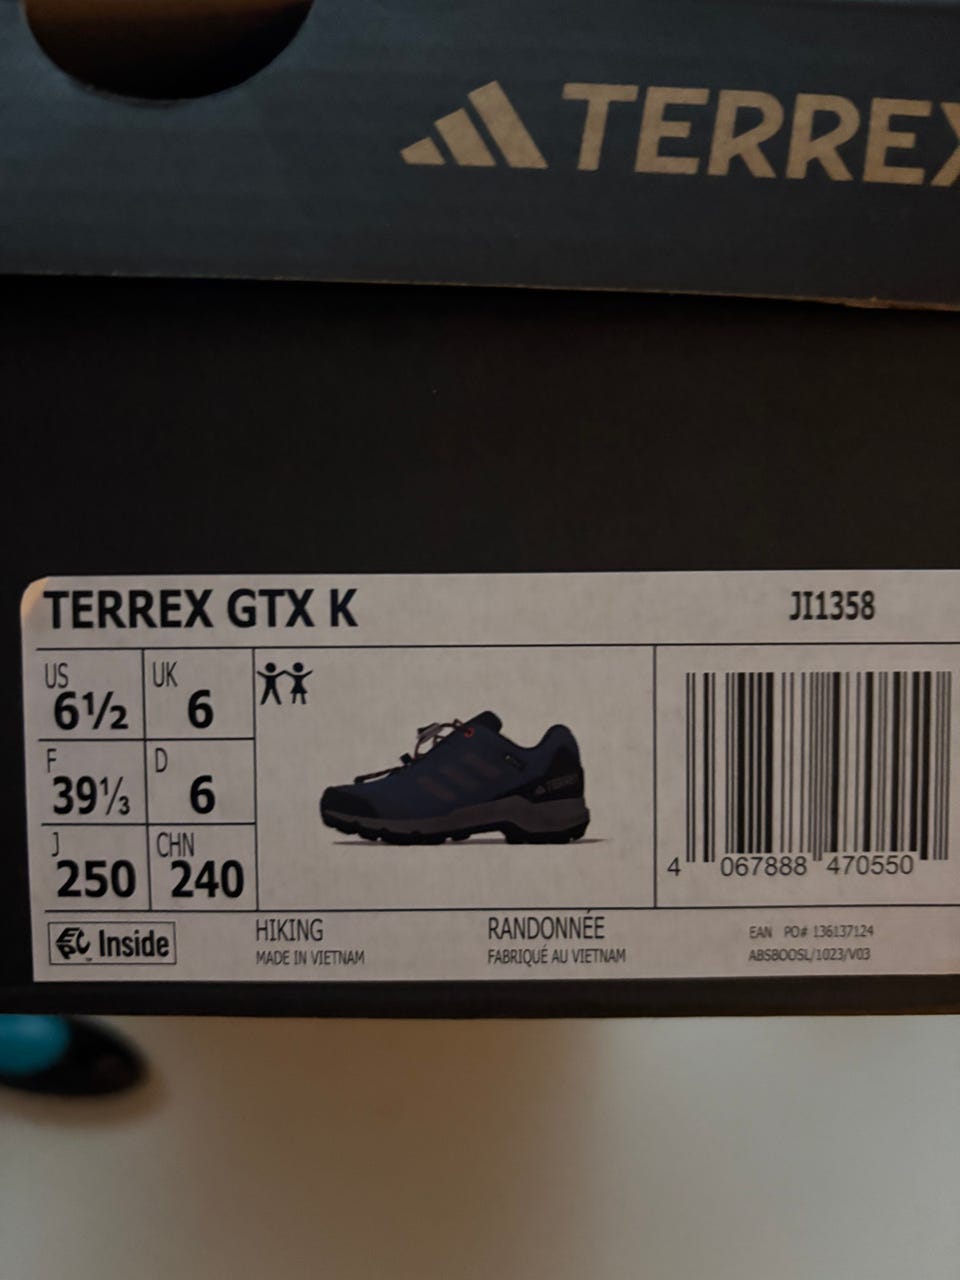 TERREX
TERREX GTX K
JI1358
US
6½
UK
6
F
39⅓
D
6
J
250
CHN
240
TERREX
4 067888 470550
Inside
HIKING
MADE IN VIETNAM
RANDONNÉE
FABRIQUÉ AU VIETNAM
EAN PO# 136137124
ABSBOOSL/1023/V03